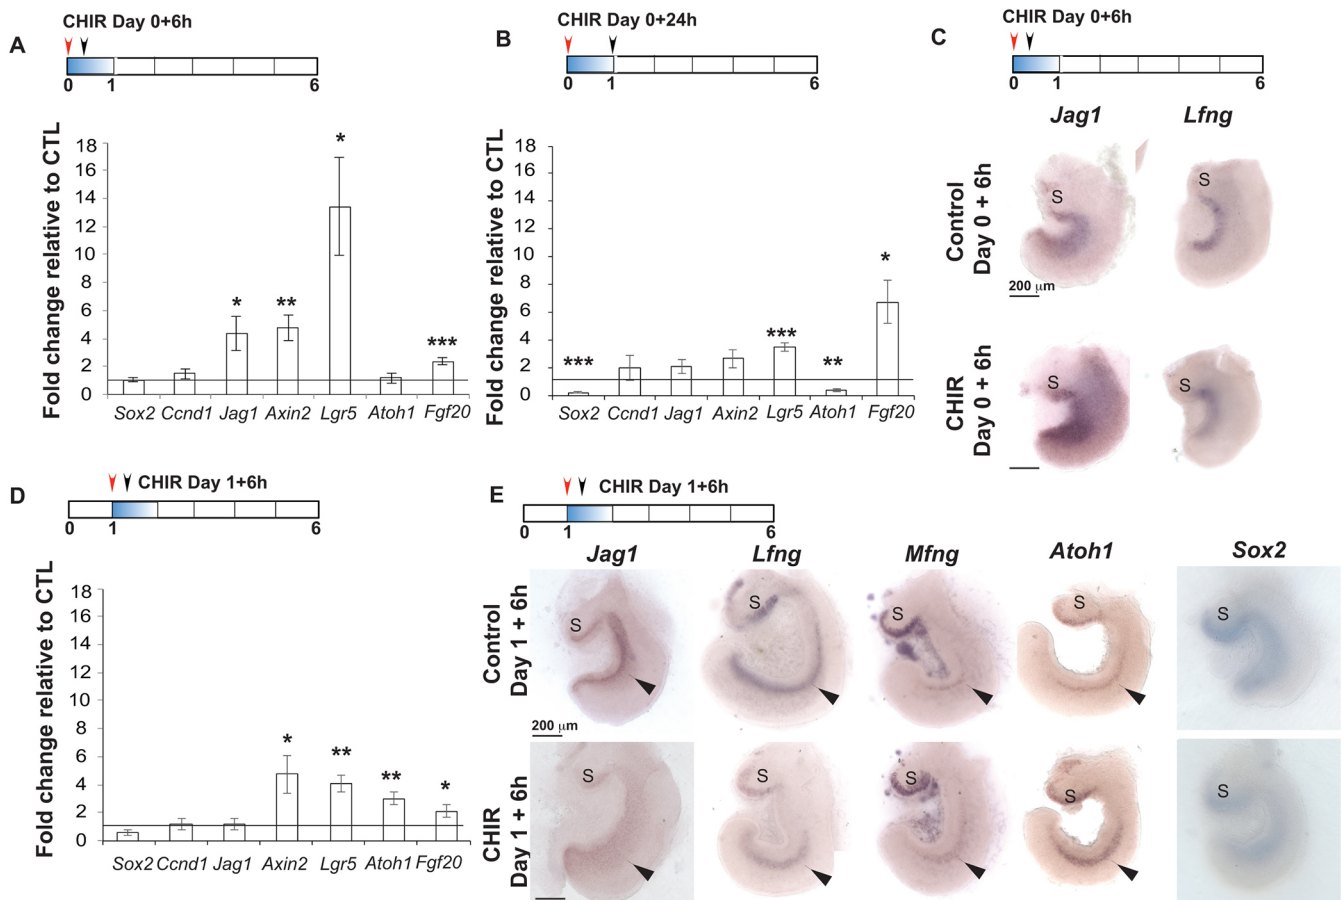 A
CHIR Day 0+6h
0 1 6
Fold change relative to CTL
18
16
14
12
10
8
6
4
2
0
*
* ** ***
Sox2 Ccnd1 Jag1 Axin2 Lgr5 Atoh1 Fgf20
B
CHIR Day 0+24h
0 1 6
Fold change relative to CTL
18
16
14
12
10
8
6
4
2
0
*** *** ** *
Sox2 Ccnd1 Jag1 Axin2 Lgr5 Atoh1 Fgf20
C
CHIR Day 0+6h
0 1 6
Jag1 Lfng
Control
Day 0 + 6h
S S
200 µm
CHIR
Day 0 + 6h
S S
D
CHIR Day 1+6h
0 1 6
Fold change relative to CTL
18
16
14
12
10
8
6
4
2
0
* ** ** *
Sox2 Ccnd1 Jag1 Axin2 Lgr5 Atoh1 Fgf20
E
CHIR Day 1+6h
0 1 6
Jag1 Lfng Mfng Atoh1 Sox2
Control
Day 1 + 6h
S S S S S
200 µm
CHIR
Day 1 + 6h
S S S S S